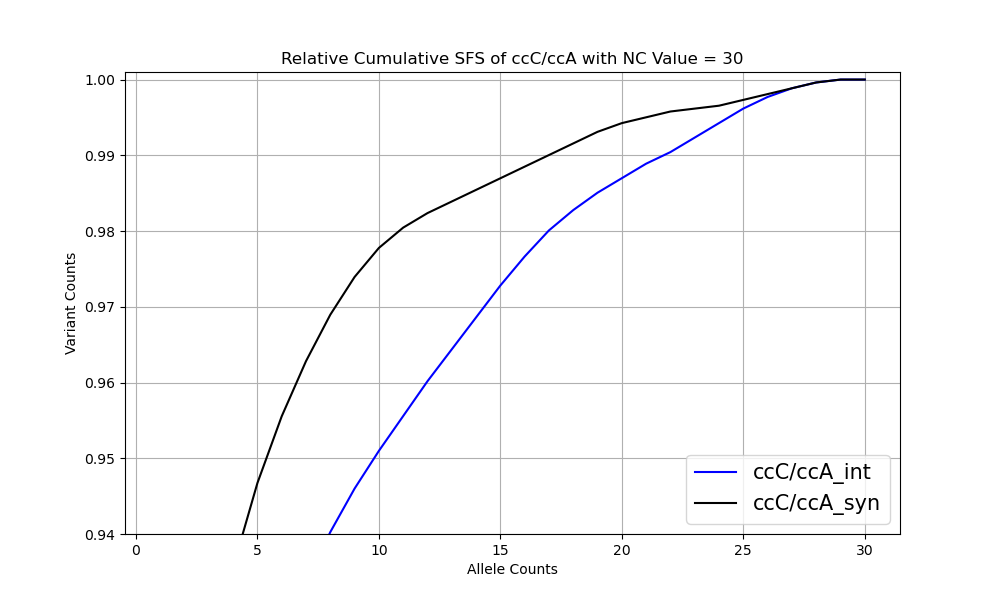 Relative Cumulative SFS of ccC/ccA with NC Value = 30
1.00
0.99
0.98
0.97
0.96
0.95
0.94
Variant Counts
0 5 10 15 20 25 30
Allele Counts
ccC/ccA_int
ccC/ccA_syn